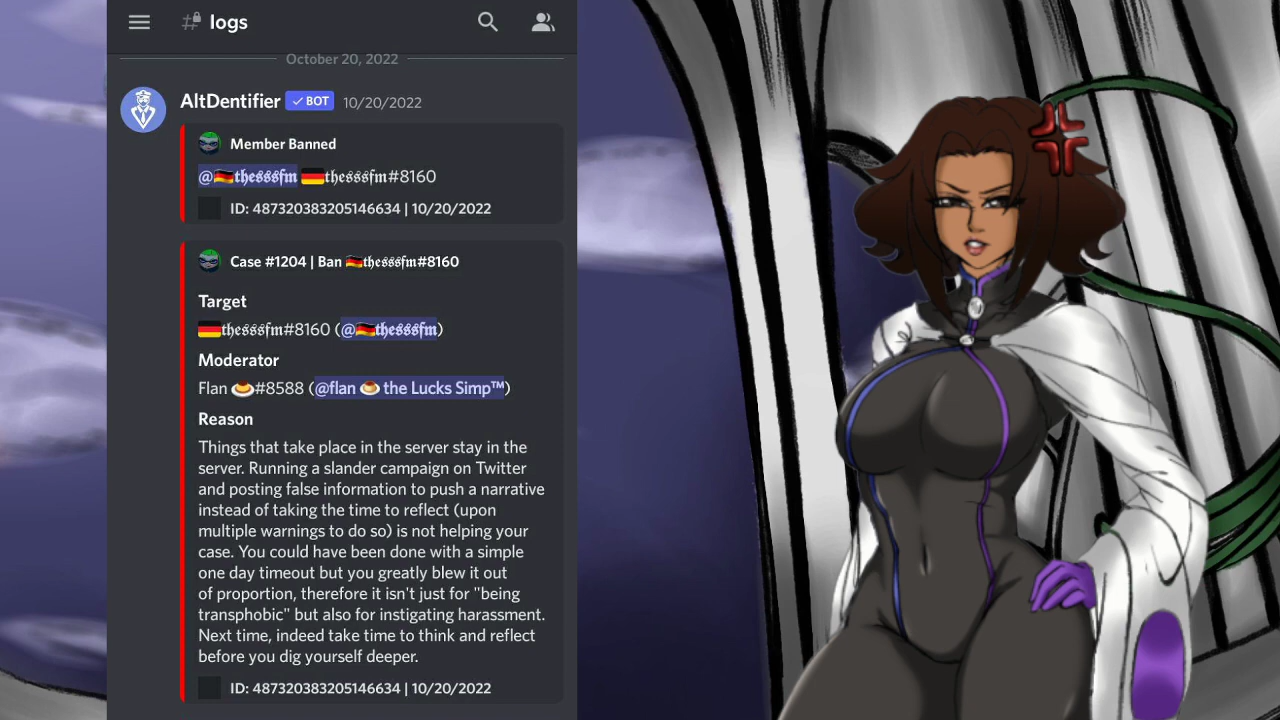 logs
October 20, 2022
AltDentifier ✓ BOT 10/20/2022
Member Banned
@🇩🇪𝖙𝖍𝖊𝖘𝖘𝖘𝖋𝖒 🇩🇪𝖙𝖍𝖊𝖘𝖘𝖘𝖋𝖒#8160
ID: 487320383205146634 | 10/20/2022
Case #1204 | Ban 🇩🇪𝖙𝖍𝖊𝖘𝖘𝖘𝖋𝖒#8160
Target
🇩🇪𝖙𝖍𝖊𝖘𝖘𝖘𝖋𝖒#8160 (@🇩🇪𝖙𝖍𝖊𝖘𝖘𝖘𝖋𝖒)
Moderator
Flan 🍮#8588 (@flan 🍮 the Lucks Simp™)
Reason
Things that take place in the server stay in the
server. Running a slander campaign on Twitter
and posting false information to push a narrative
instead of taking the time to reflect (upon
multiple warnings to do so) is not helping your
case. You could have been done with a simple
one day timeout but you greatly blew it out
of proportion, therefore it isn't just for "being
transphobic" but also for instigating harassment.
Next time, indeed take time to think and reflect
before you dig yourself deeper.
ID: 487320383205146634 | 10/20/2022